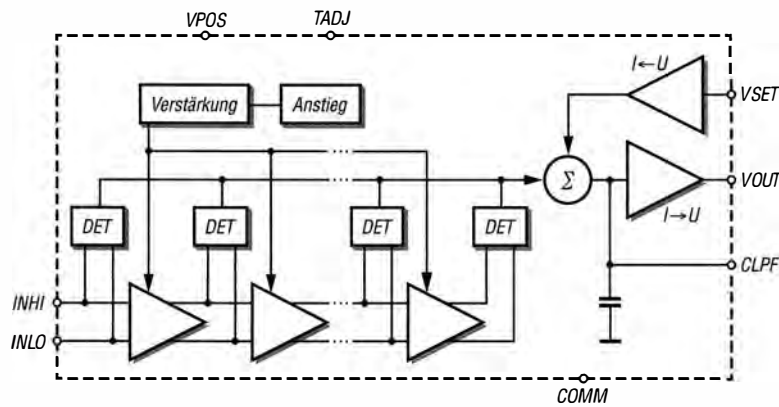 VPOS TADJ
I←U
VSET
Verstärkung Anstieg
Σ
VOUT
I→U
DET DET DET DET
CLPF
INHI
INLO
COMM